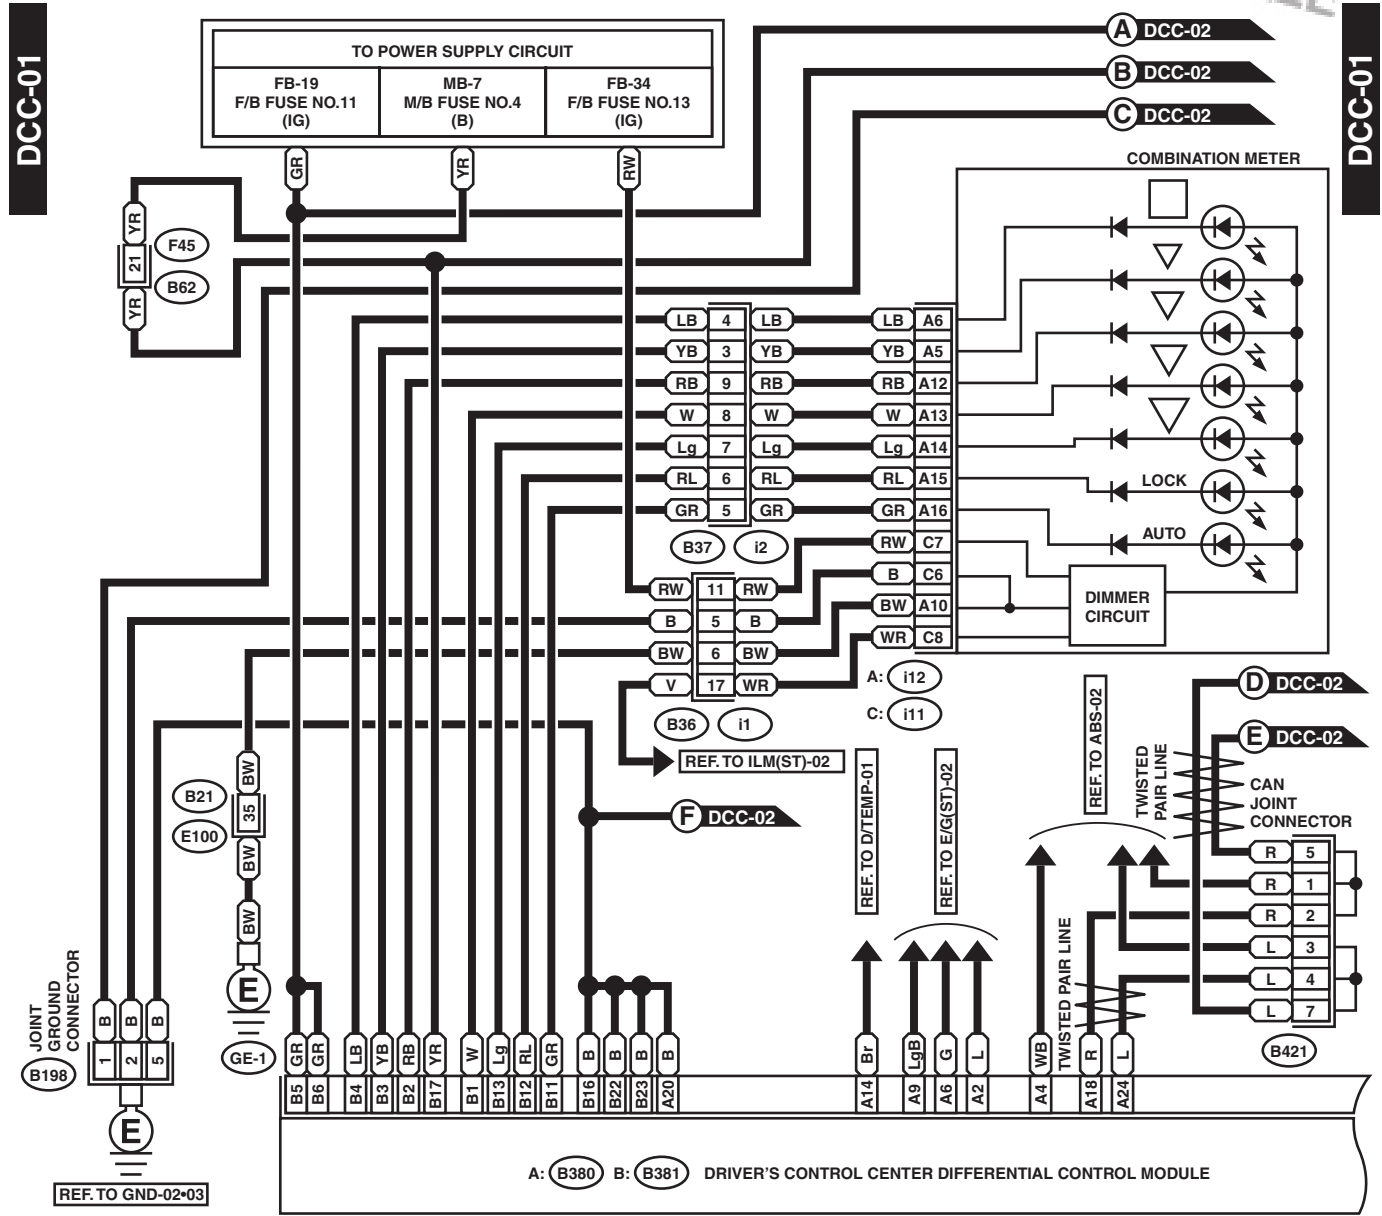 DCC-01
DCC-01
TO POWER SUPPLY CIRCUIT
FB-19
F/B FUSE NO.11
(IG)
MB-7
M/B FUSE NO.4
(B)
FB-34
F/B FUSE NO.13
(IG)
A DCC-02
B DCC-02
C DCC-02
GR
YR
RW
COMBINATION METER
YR
21
YR
F45
B62
LB 4 LB LB A6
YB 3 YB YB A5
RB 9 RB RB A12
W 8 W W A13
Lg 7 Lg Lg A14
RL 6 RL RL A15
GR 5 GR GR A16
LOCK
AUTO
B37 i2
RW C7
B C6
BW A10
WR C8
DIMMER
CIRCUIT
RW 11 RW
B 5 B
BW 6 BW
V 17 WR
B36 i1
A: i12
C: i11
REF. TO ILM(ST)-02
D DCC-02
E DCC-02
F DCC-02
BW
35
BW
BW
B21
E100
E
GE-1
REF. TO D/TEMP-01
REF. TO E/G(ST)-02
REF. TO ABS-02
TWISTED
PAIR LINE
CAN
JOINT
CONNECTOR
R 5
R 1
R 2
L 3
L 4
L 7
B421
TWISTED PAIR LINE
JOINT
GROUND
CONNECTOR
B198
B B B
1 2 5
E
REF. TO GND-02•03
GR GR LB YB RB YR W Lg RL GR B B B B Br LgB G L WB R L
B5 B6 B4 B3 B2 B17 B1 B13 B12 B11 B16 B22 B23 A20 A14 A9 A6 A2 A4 A18 A24
A: B380 B: B381 DRIVER'S CONTROL CENTER DIFFERENTIAL CONTROL MODULE